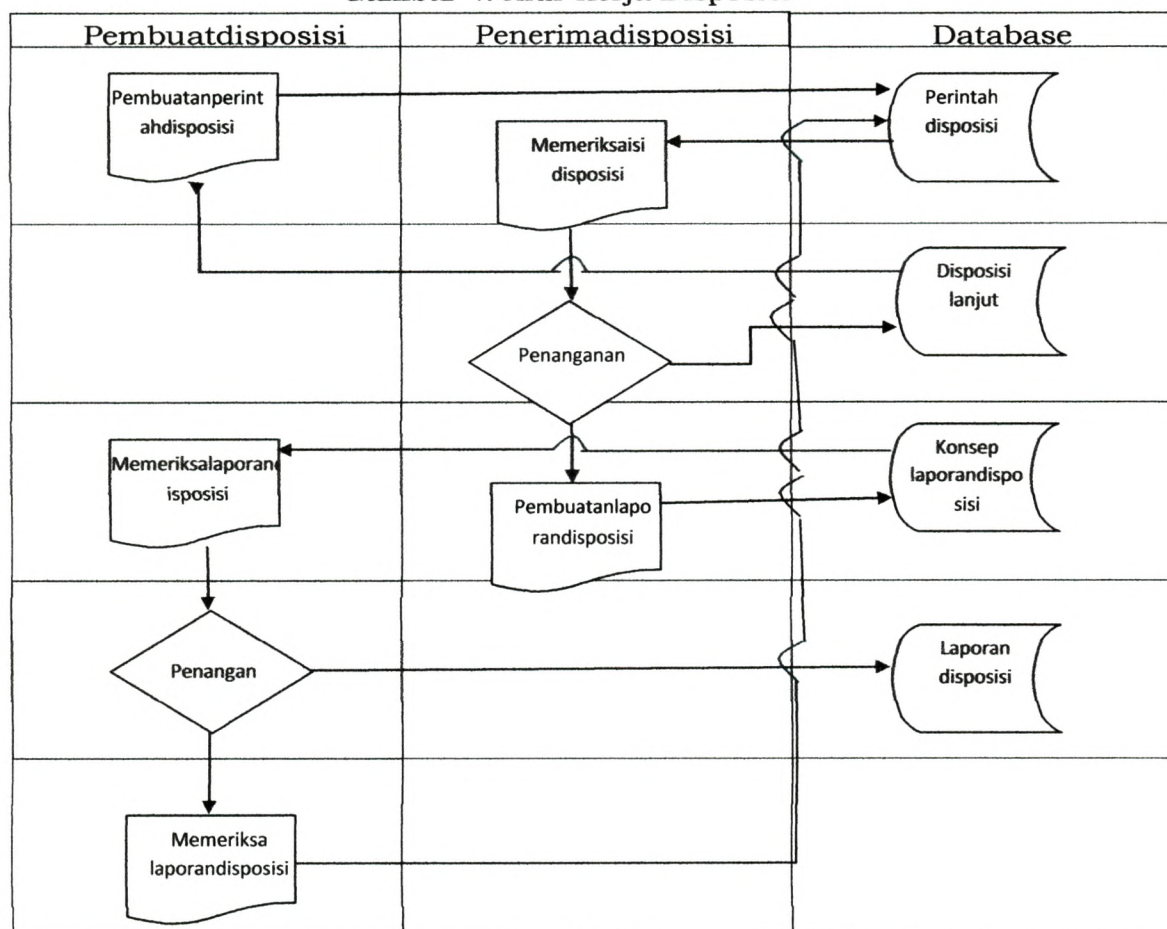 Pembuatdisposisi
Penerimadisposisi
Database
Pembuatanperint
ahdisposisi
Memeriksaisi
disposisi
Perintah
disposisi
Disposisi
lanjut
Penanganan
Memeriksalaporand
isposisi
Pembuatanlapo
randisposisi
Konsep
laporandispo
sisi
Penangan
Laporan
disposisi
Memeriksa
laporandisposisi